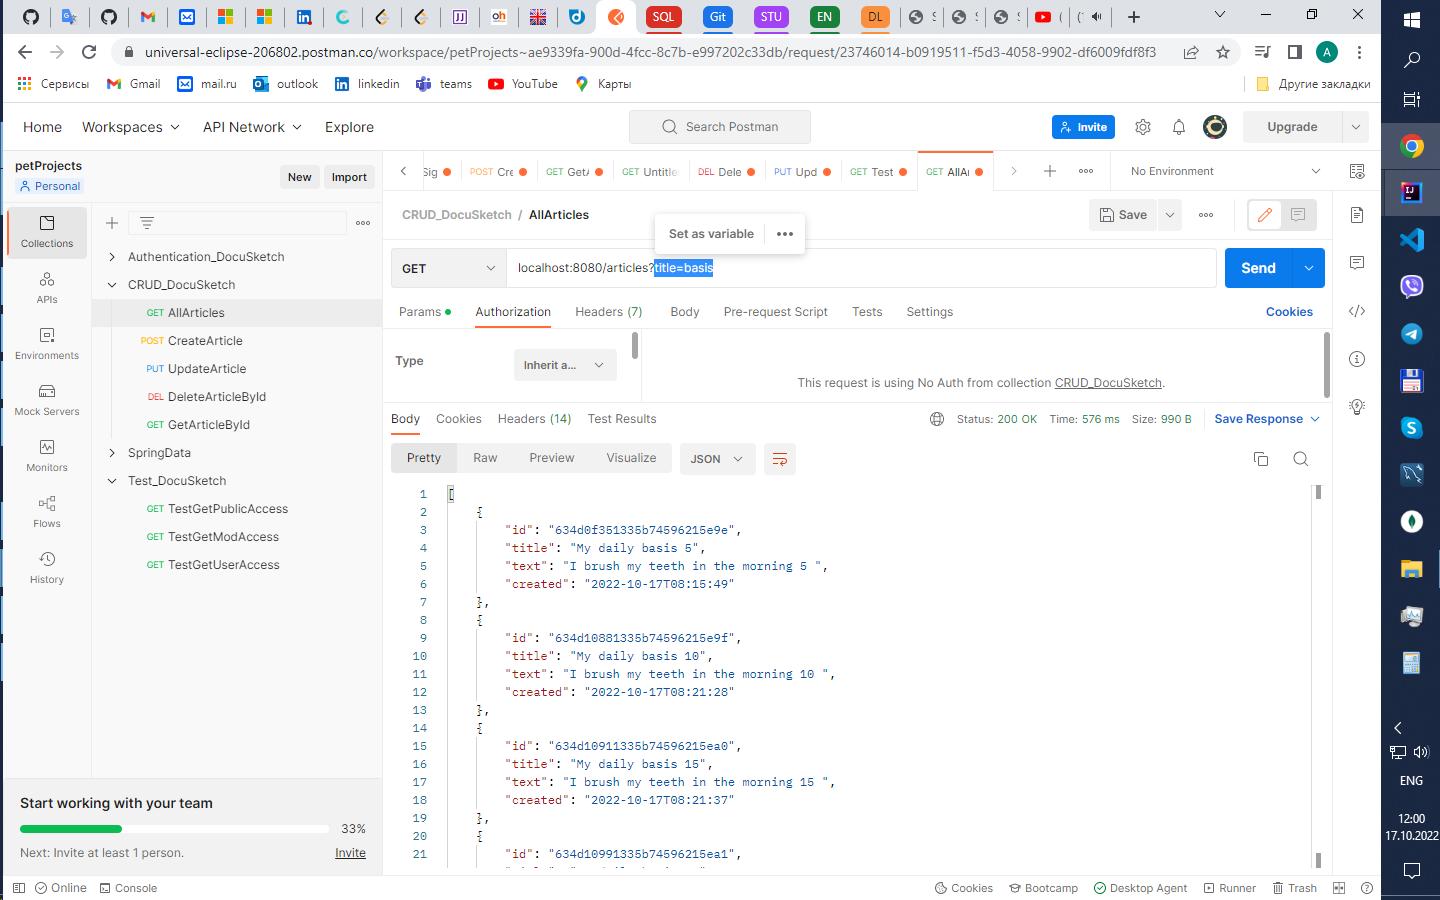 SQL
Git
STU
EN
DL
universal-eclipse-206802.postman.co/workspace/petProjects~ae9339fa-900d-4fcc-8c7b-e997202c33db/request/23746014-b0919511-f5d3-4058-9902-df6009fdf8f3
A
Сервисы Gmail mail.ru outlook linkedin teams YouTube Карты Другие закладки
Home Workspaces API Network Explore Search Postman Invite Upgrade
petProjects
Personal
New Import
POST Cre GET GetA GET Untitle DEL Dele PUT Upd GET Test GET AllAr No Environment
Collections
APIs
Environments
Mock Servers
Monitors
Flows
History
Authentication_DocuSketch
CRUD_DocuSketch
GET AllArticles
POST CreateArticle
PUT UpdateArticle
DEL DeleteArticleById
GET GetArticleById
SpringData
Test_DocuSketch
GET TestGetPublicAccess
GET TestGetModAccess
GET TestGetUserAccess
Start working with your team
33%
Next: Invite at least 1 person. Invite
CRUD_DocuSketch / AllArticles Save
Set as variable
GET localhost:8080/articles?title=basis Send
Params Authorization Headers (7) Body Pre-request Script Tests Settings Cookies
Type Inherit a...
This request is using No Auth from collection CRUD_DocuSketch.
Body Cookies Headers (14) Test Results Status: 200 OK Time: 576 ms Size: 990 B Save Response
Pretty Raw Preview Visualize JSON
1 [
2 {
3 "id": "634d0f351335b74596215e9e",
4 "title": "My daily basis 5",
5 "text": "I brush my teeth in the morning 5 ",
6 "created": "2022-10-17T08:15:49"
7 },
8 {
9 "id": "634d10881335b74596215e9f",
10 "title": "My daily basis 10",
11 "text": "I brush my teeth in the morning 10 ",
12 "created": "2022-10-17T08:21:28"
13 },
14 {
15 "id": "634d10911335b74596215ea0",
16 "title": "My daily basis 15",
17 "text": "I brush my teeth in the morning 15 ",
18 "created": "2022-10-17T08:21:37"
19 },
20 {
21 "id": "634d10991335b74596215ea1",
Online Console Cookies Bootcamp Desktop Agent Runner Trash
ENG
12:00
17.10.2022